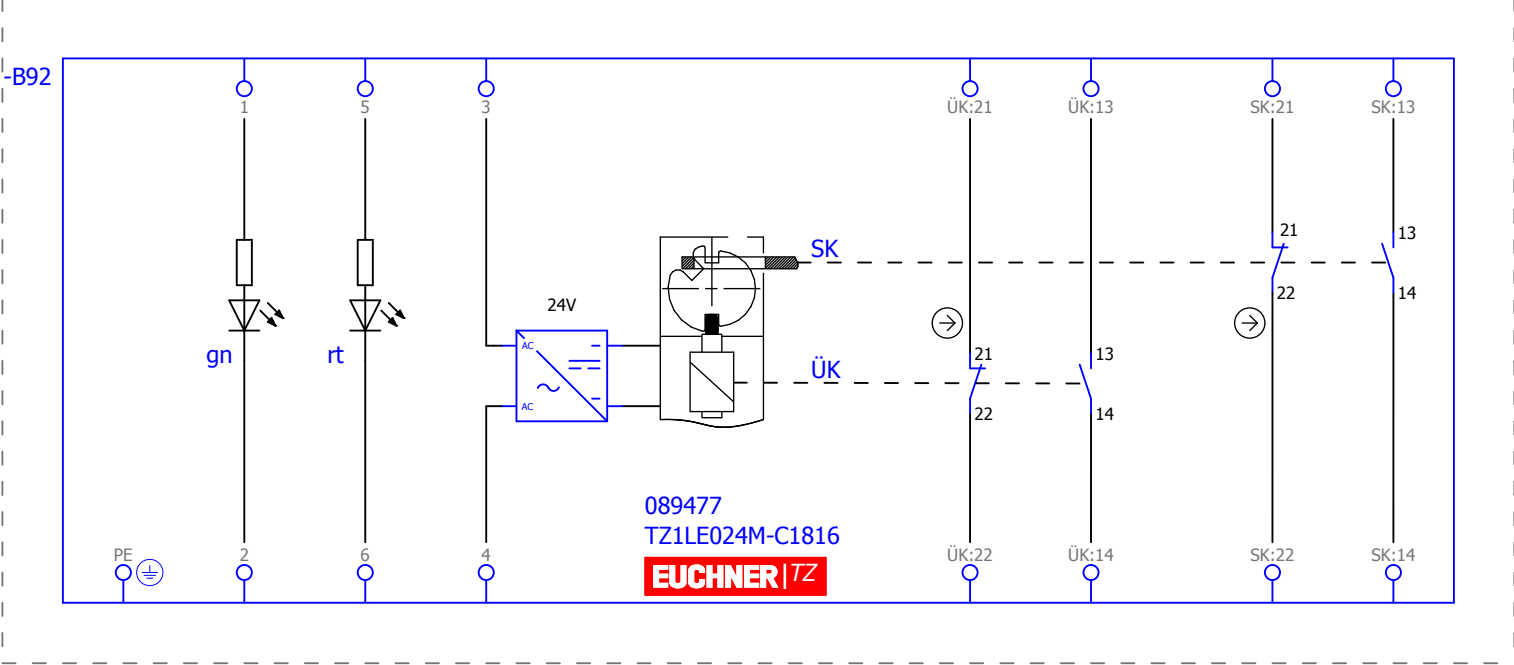 -B92
1
5
3
ÜK:21
ÜK:13
SK:21
SK:13
21
13
SK
22
14
24V
gn
rt
AC
AC
21
13
ÜK
22
14
089477
TZ1LE024M-C1816
PE
2
6
4
ÜK:22
ÜK:14
SK:22
SK:14
EUCHNER|TZ